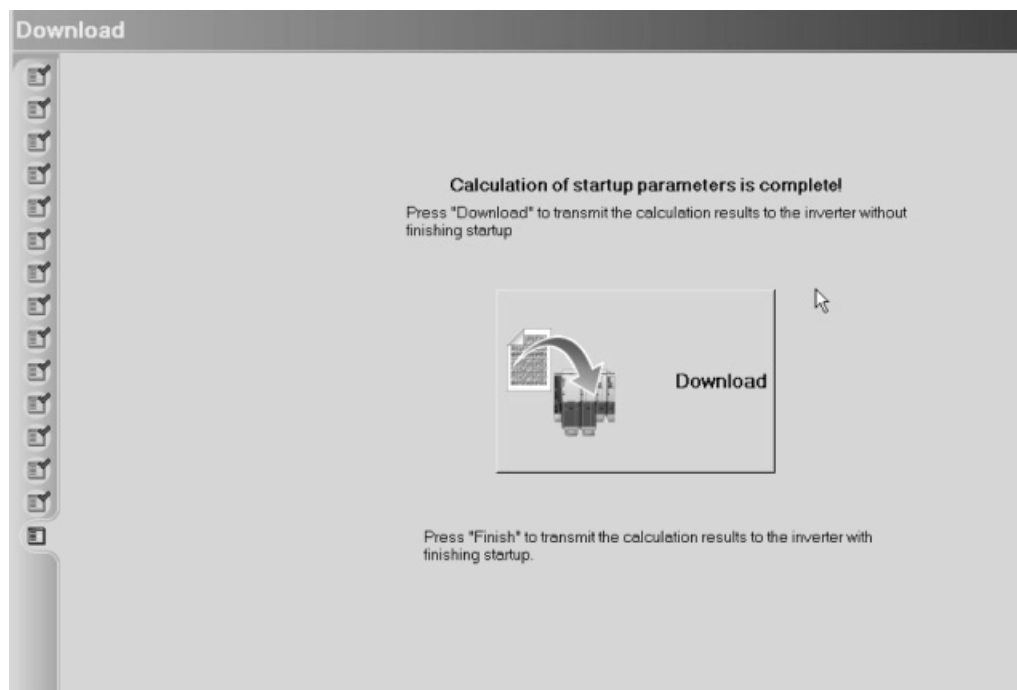 Download
Calculation of startup parameters is complete!
Press "Download" to transmit the calculation results to the inverter without
finishing startup
Download
Press "Finish" to transmit the calculation results to the inverter with
finishing startup.